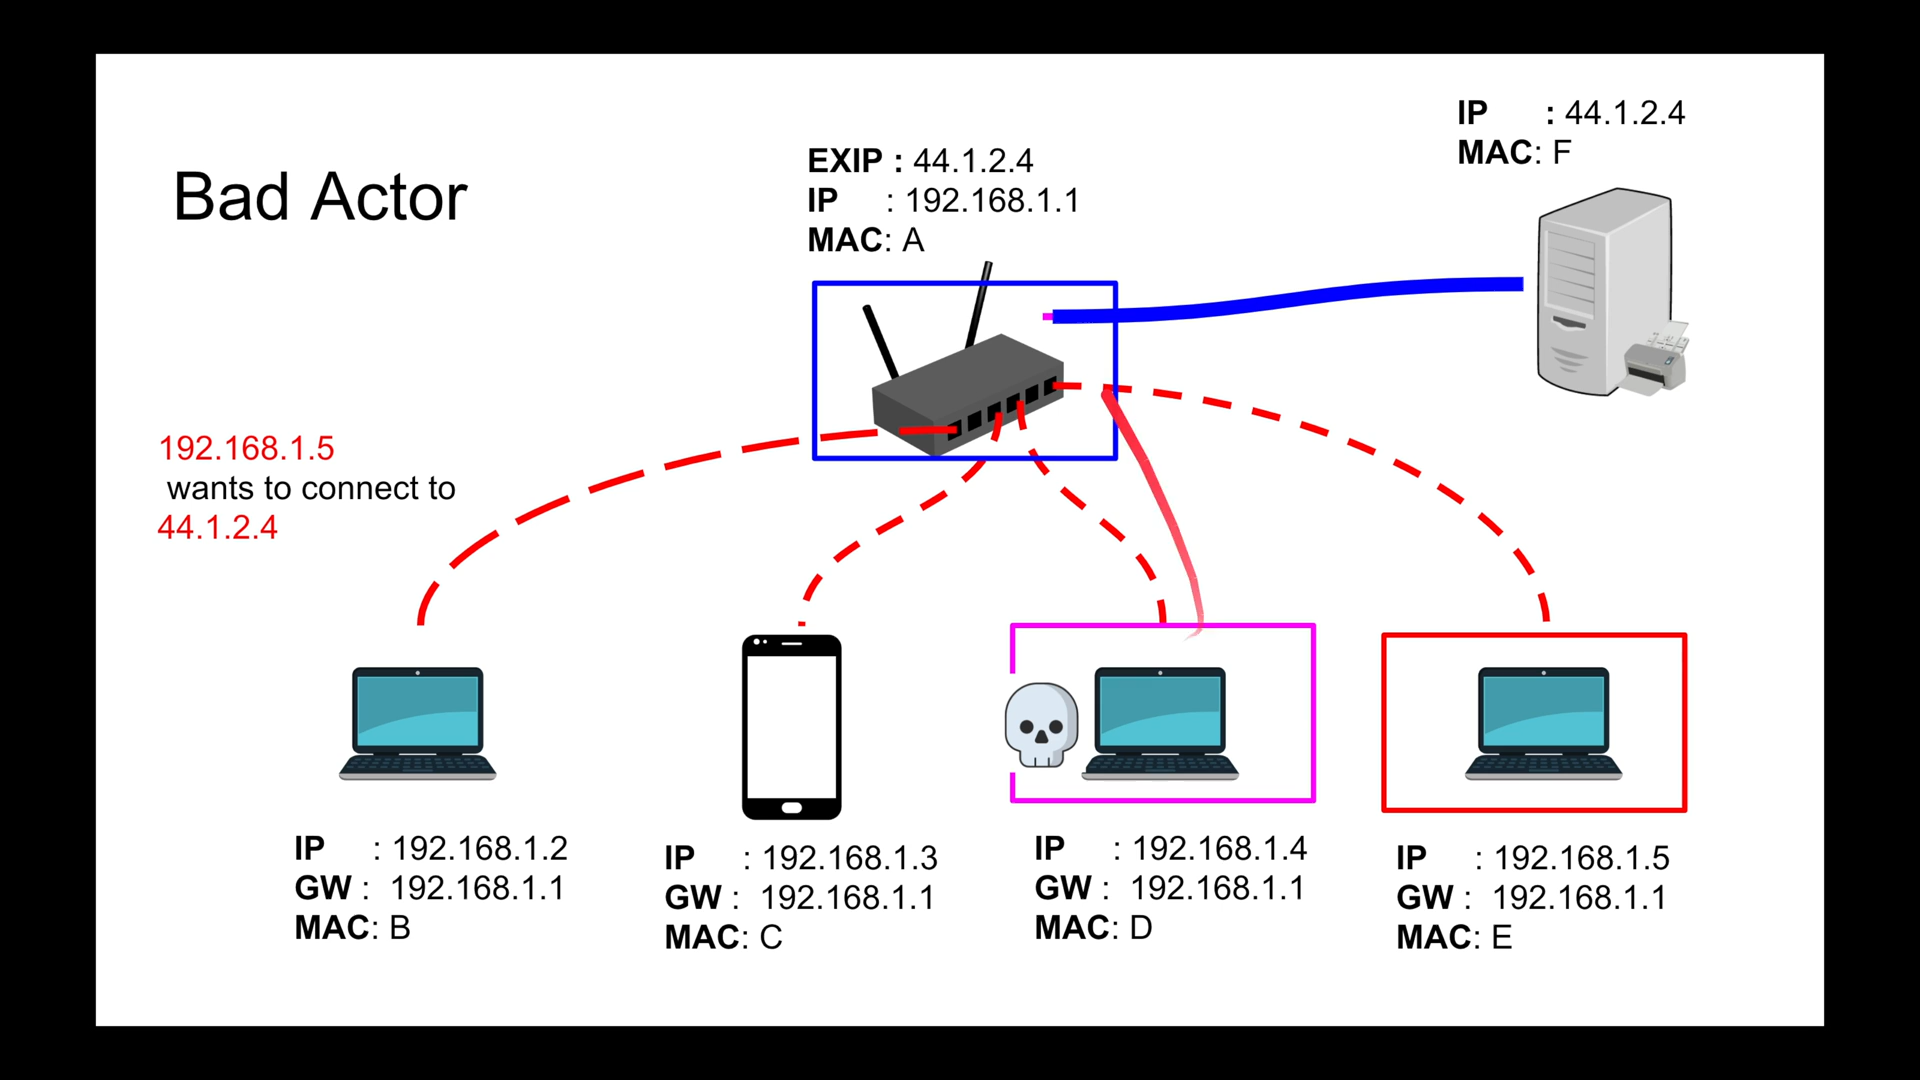 Bad Actor
EXIP : 44.1.2.4
IP : 192.168.1.1
MAC: A
IP : 44.1.2.4
MAC: F
192.168.1.5
wants to connect to
44.1.2.4
IP : 192.168.1.2
GW : 192.168.1.1
MAC: B
IP : 192.168.1.3
GW : 192.168.1.1
MAC: C
IP : 192.168.1.4
GW : 192.168.1.1
MAC: D
IP : 192.168.1.5
GW : 192.168.1.1
MAC: E